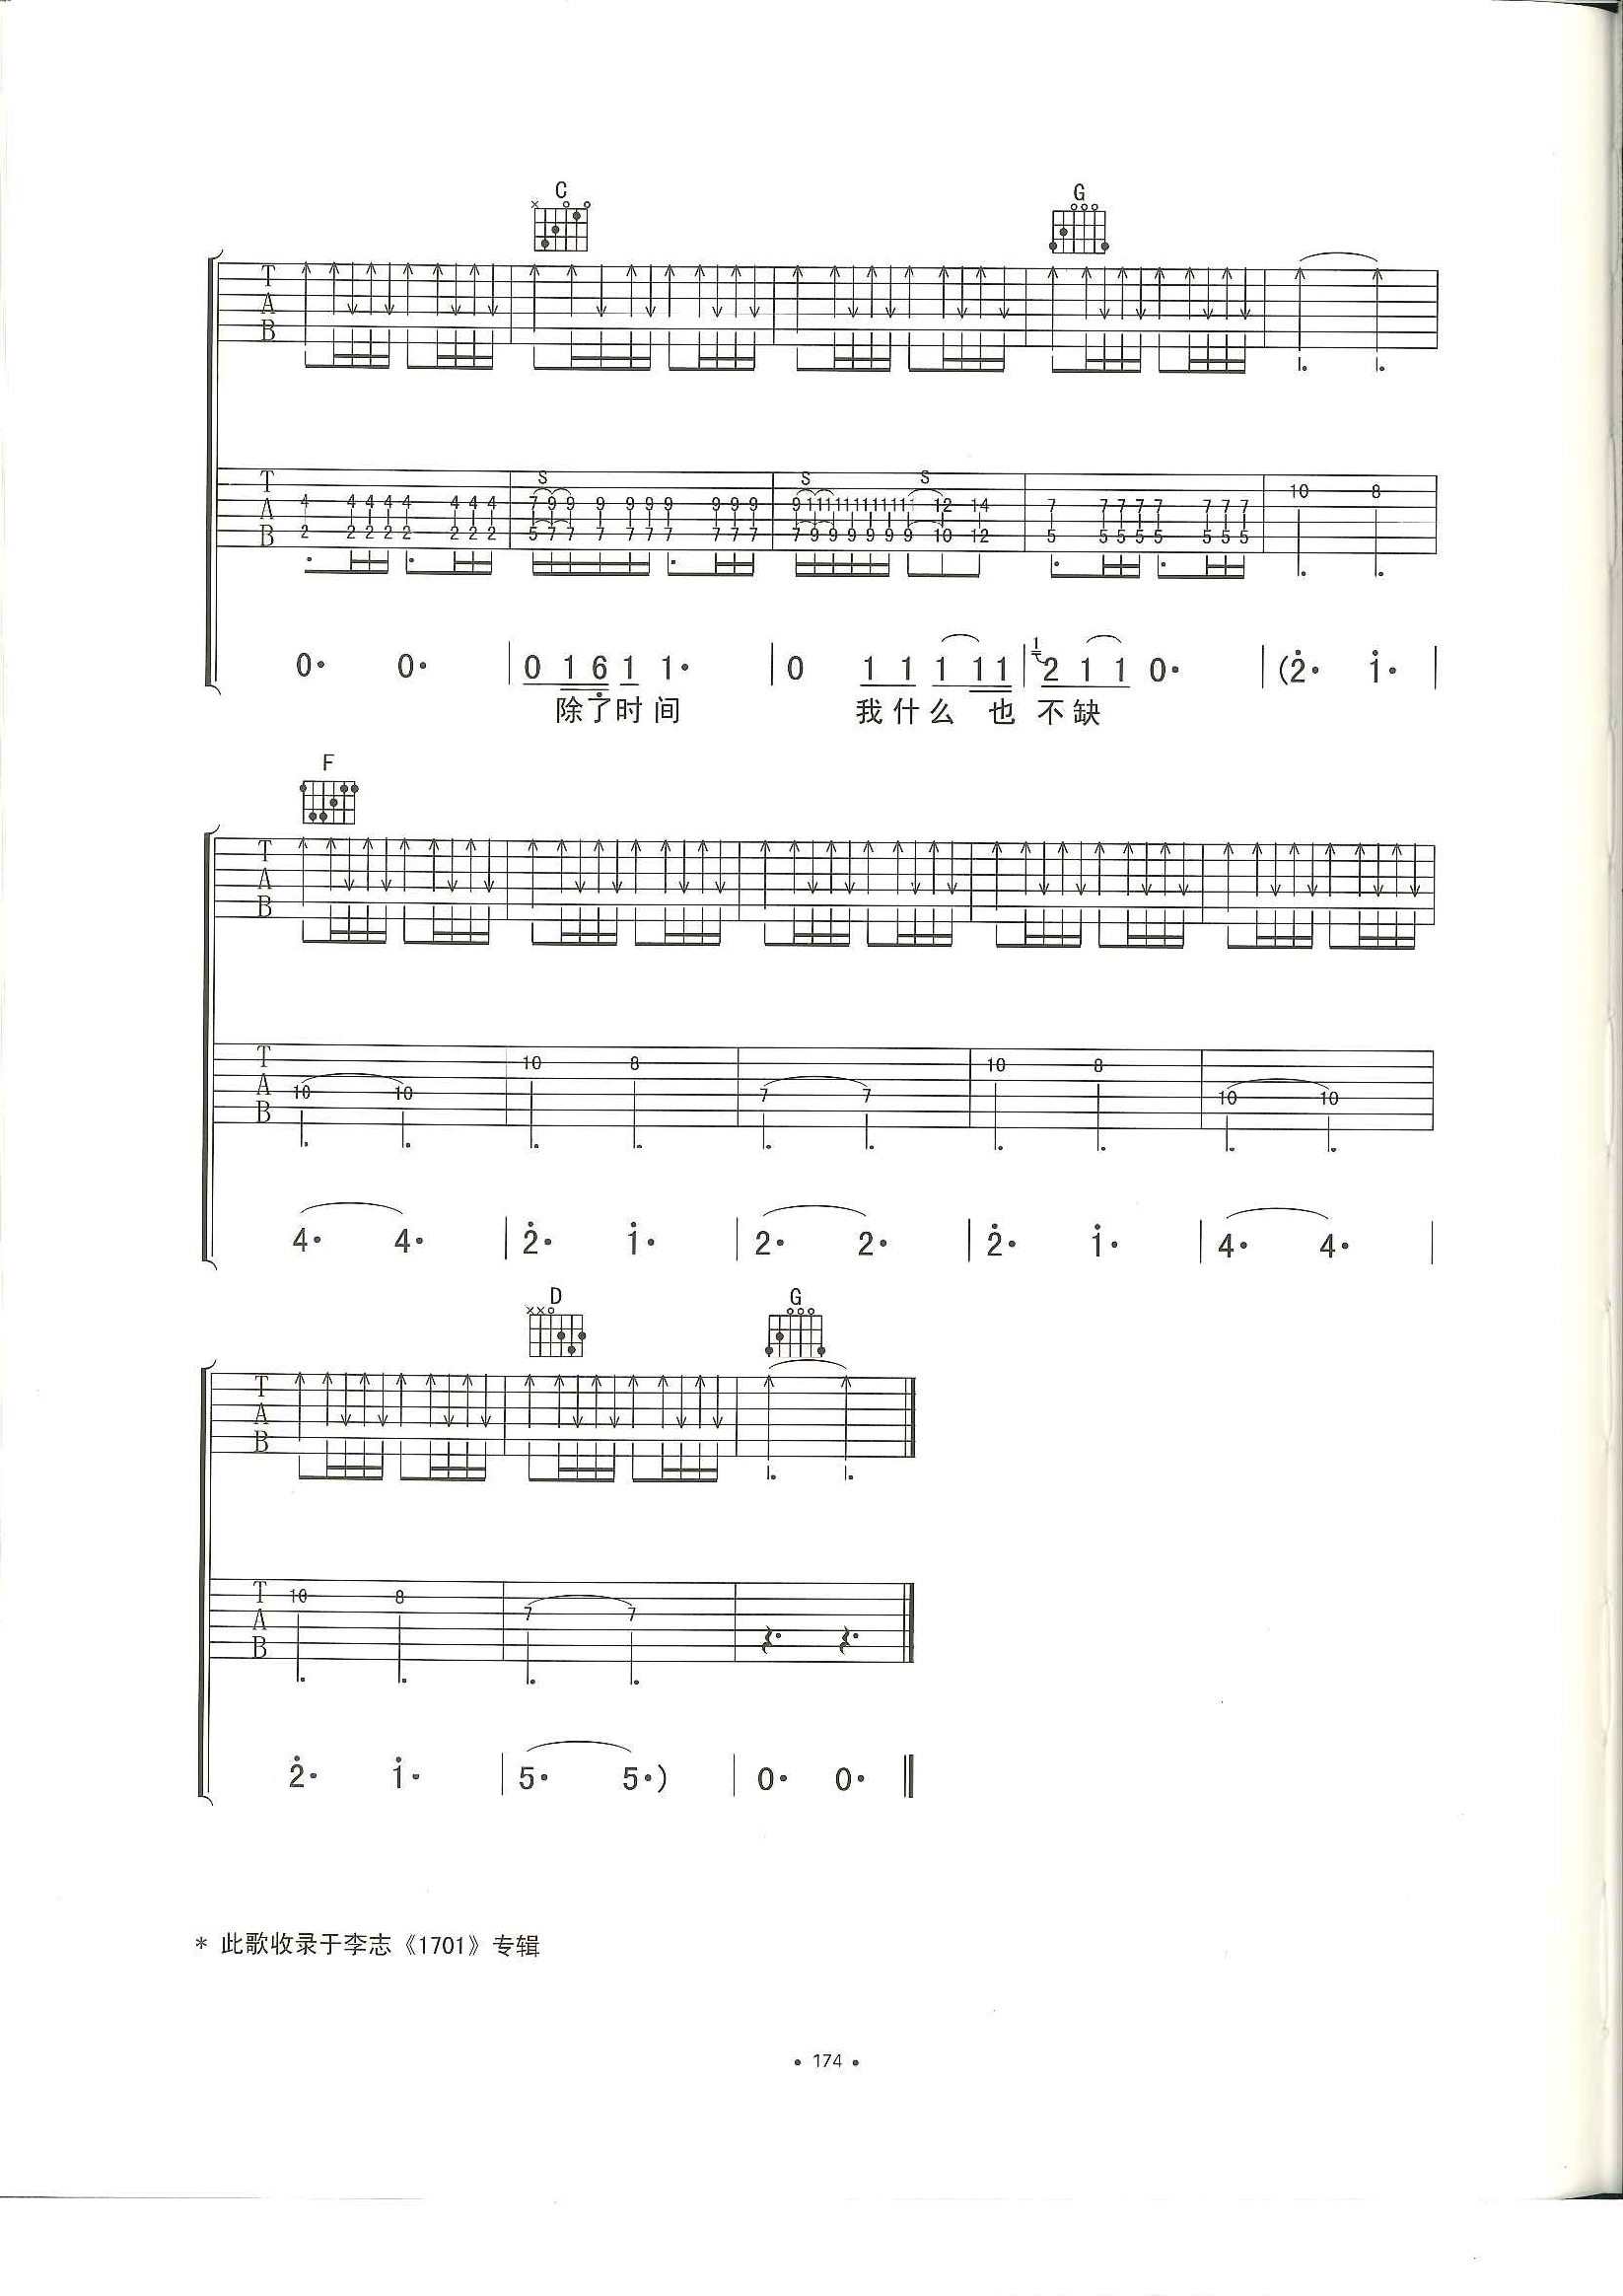 C G
T A B
S S S
T A B
4 4 4 4 4 4 4 4 7 9 9 9 9 9 9 9 9 9 9 9 12 14 7 7 7 7 7 7 7 7 10 8
2 2 2 2 2 2 2 2 5 7 7 7 7 7 7 7 7 7 7 7 9 9 9 9 9 9 9 10 12 5 5 5 5 5 5 5 5
0· 0· | 0 1 6 1 1· | 0 1 1 1 1 1 | 1 2 1 1 0· | (2· 1· |
除了时间 我什么 也 不缺
F
T A B
T A B
10 10 10 8 7 7 10 8 10 10
4· 4· | 2· 1· | 2· 2· | 2· 1· | 4· 4· |
D G
T A B
T A B
10 8 7 7
2· 1· | 5· 5·) | 0· 0· ‖
* 此歌收录于李志《1701》专辑
• 174 •